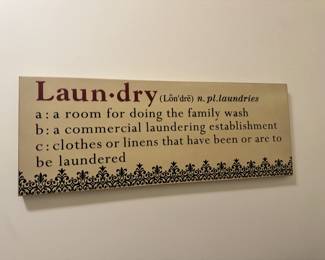 Laun•dry (Lŏn'drē) n. pl.laundries
a : a room for doing the family wash
b : a commercial laundering establishment
c : clothes or linens that have been or are to
be laundered